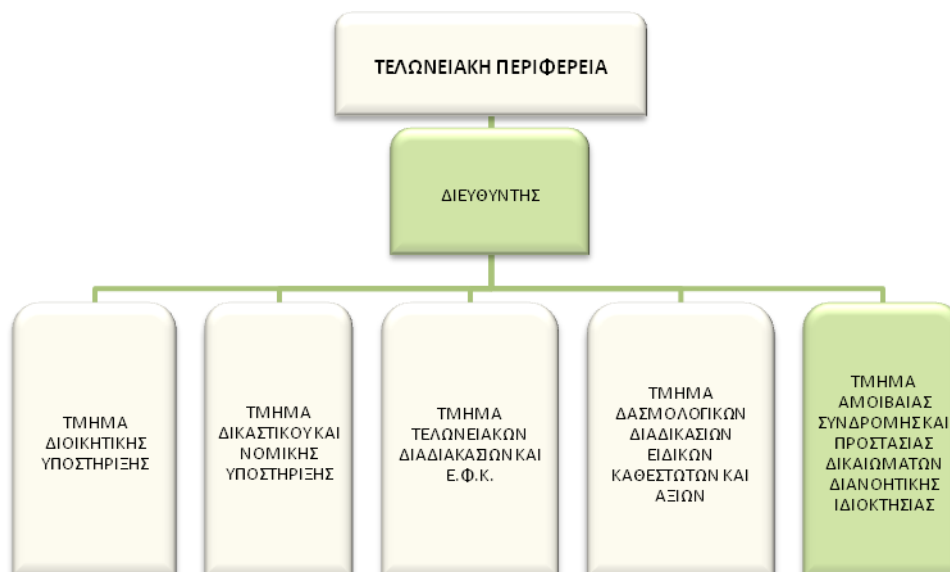 ΤΕΛΩΝΕΙΑΚΗ ΠΕΡΙΦΕΡΕΙΑ
ΔΙΕΥΘΥΝΤΗΣ
ΤΜΗΜΑ
ΔΙΟΙΚΗΤΙΚΗΣ
ΥΠΟΣΤΗΡΙΞΗΣ
ΤΜΗΜΑ
ΔΙΚΑΣΤΙΚΟΥ ΚΑΙ
ΝΟΜΙΚΗΣ
ΥΠΟΣΤΗΡΙΞΗΣ
ΤΜΗΜΑ
ΤΕΛΩΝΕΙΑΚΩΝ
ΔΙΑΔΙΑΚΑΣΙΩΝ ΚΑΙ
Ε.Φ.Κ.
ΤΜΗΜΑ
ΔΑΣΜΟΛΟΓΙΚΩΝ
ΔΙΑΔΙΚΑΣΙΩΝ
ΕΙΔΙΚΩΝ
ΚΑΘΕΣΤΩΤΩΝ ΚΑΙ
ΑΞΙΩΝ
ΤΜΗΜΑ
ΑΜΟΙΒΑΙΑΣ
ΣΥΝΔΡΟΜΗΣ ΚΑΙ
ΠΡΟΣΤΑΣΙΑΣ
ΔΙΚΑΙΩΜΑΤΩΝ
ΔΙΑΝΟΗΤΙΚΗΣ
ΙΔΙΟΚΤΗΣΙΑΣ